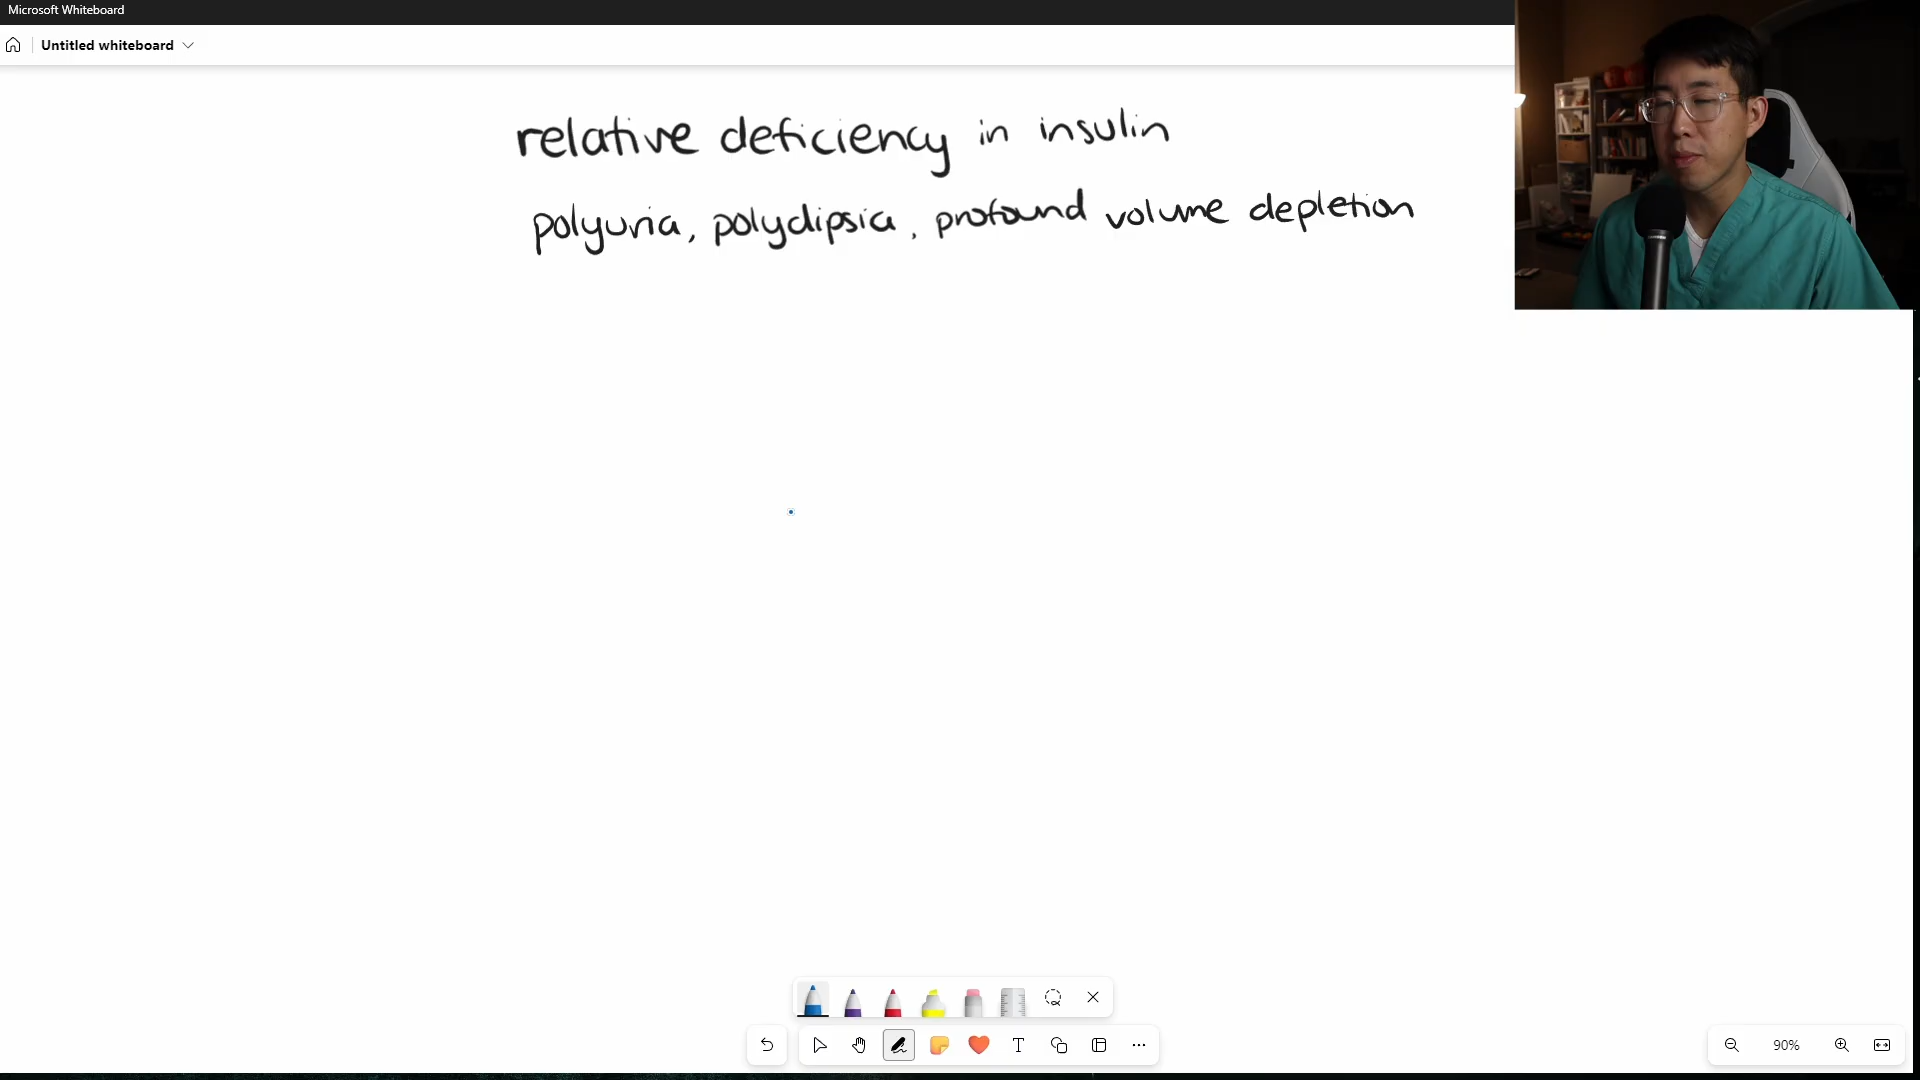 Microsoft Whiteboard
Untitled whiteboard
relative deficiency in insulin
polyuria, polydipsia, profound volume depletion
90%